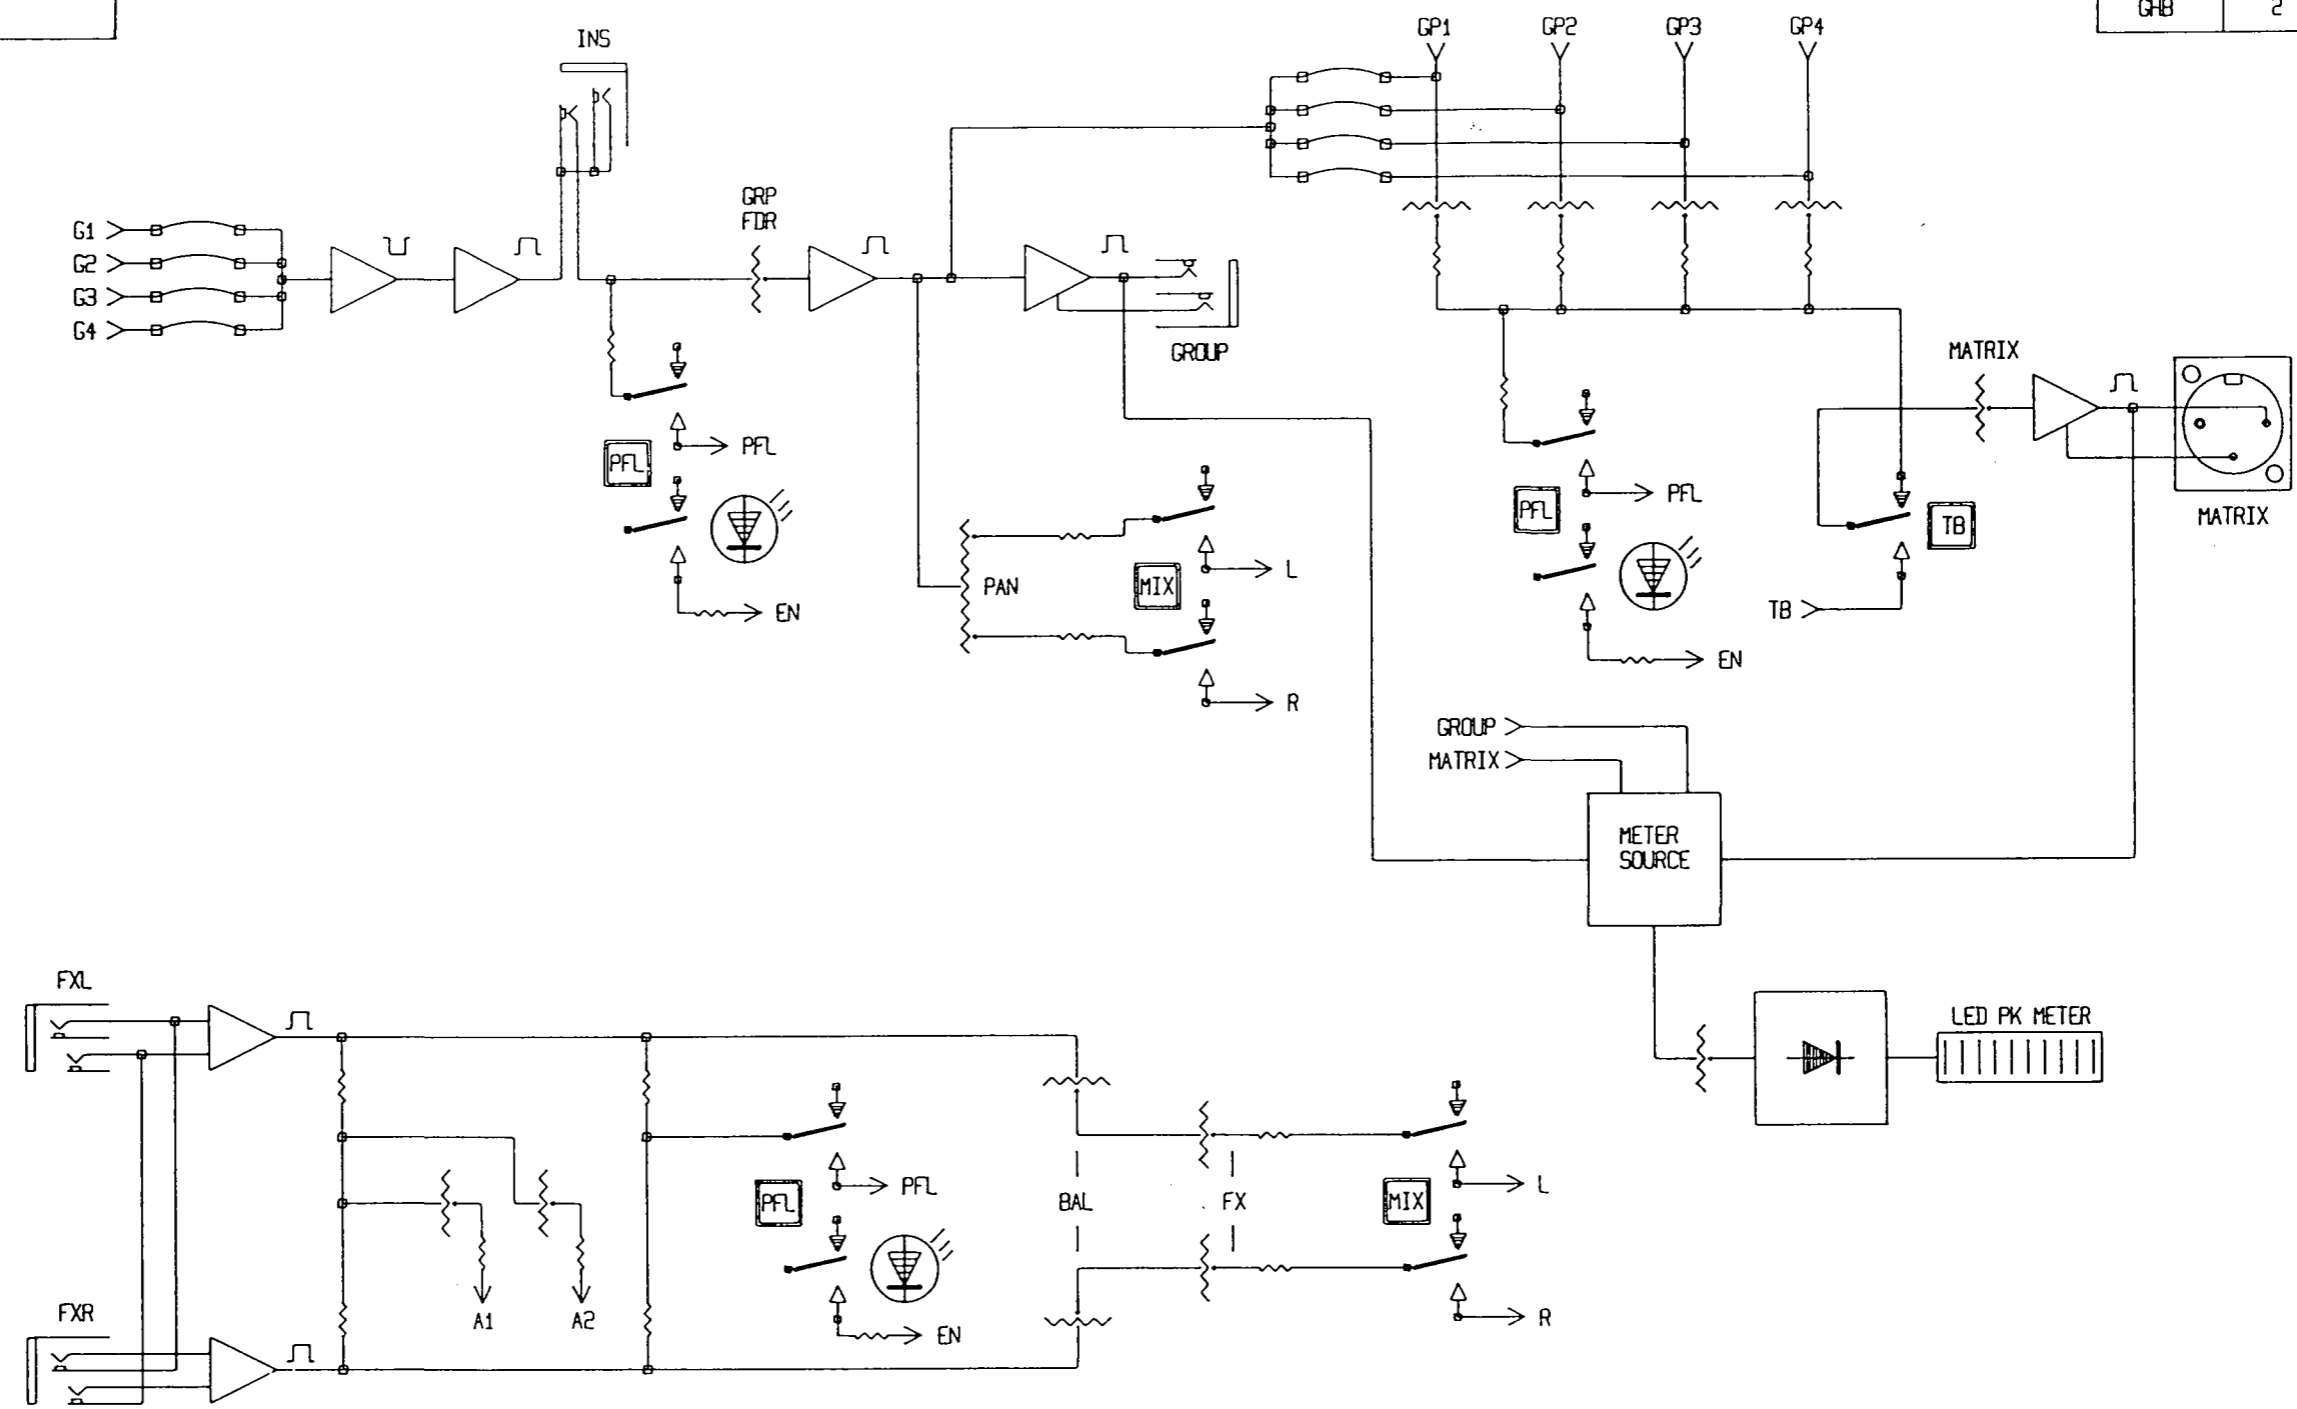 GHB 2
INS
GP1 GP2 GP3 GP4
GRP
FDR
G1
G2
G3
G4
GROUP
MATRIX
PFL
PFL
PFL
PFL
TB
MATRIX
L
MIX
PAN
EN
TB
EN
R
GROUP
MATRIX
METER
SOURCE
FXL
LED PK METER
PFL
PFL
BAL
FX
MIX
L
FXR
A1
A2
EN
R